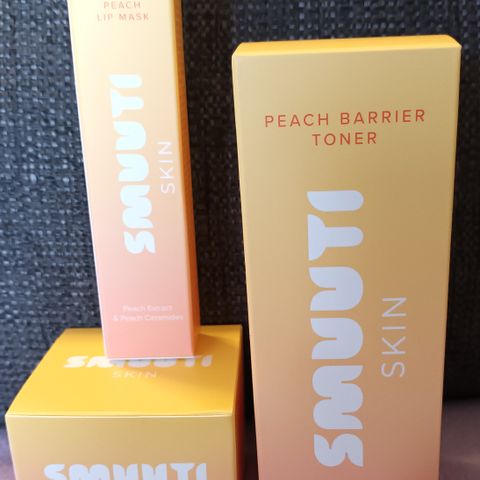 PEACH
LIP MASK
SMUUTI
SKIN
Peach Extract
& Peach Ceramides
PEACH BARRIER
TONER
SMUUTI
SKIN
SMUUTI
SKIN
SMUUTI